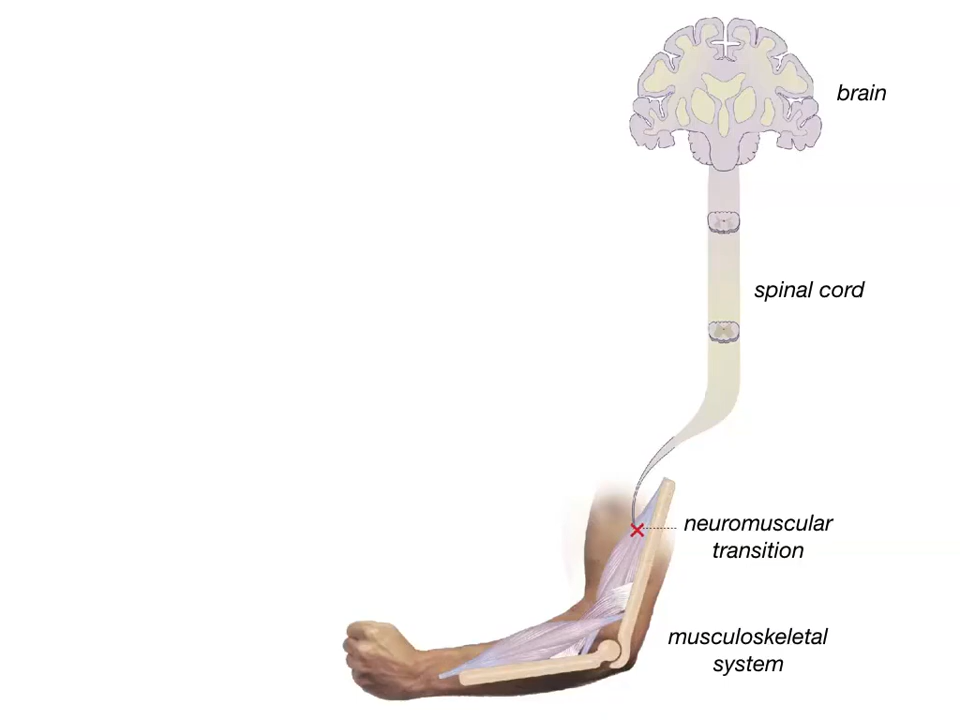 brain
spinal cord
neuromuscular
transition
musculoskeletal
system